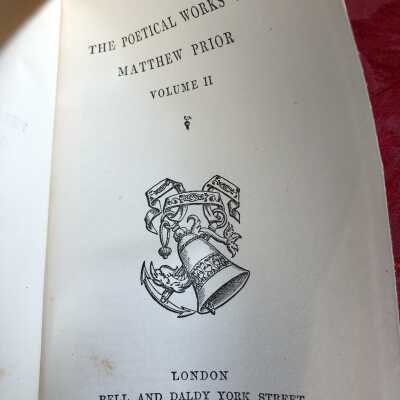 THE POETICAL WORKS
MATTHEW PRIOR
VOLUME II
LONDON
BELL AND DALDY YORK STREET